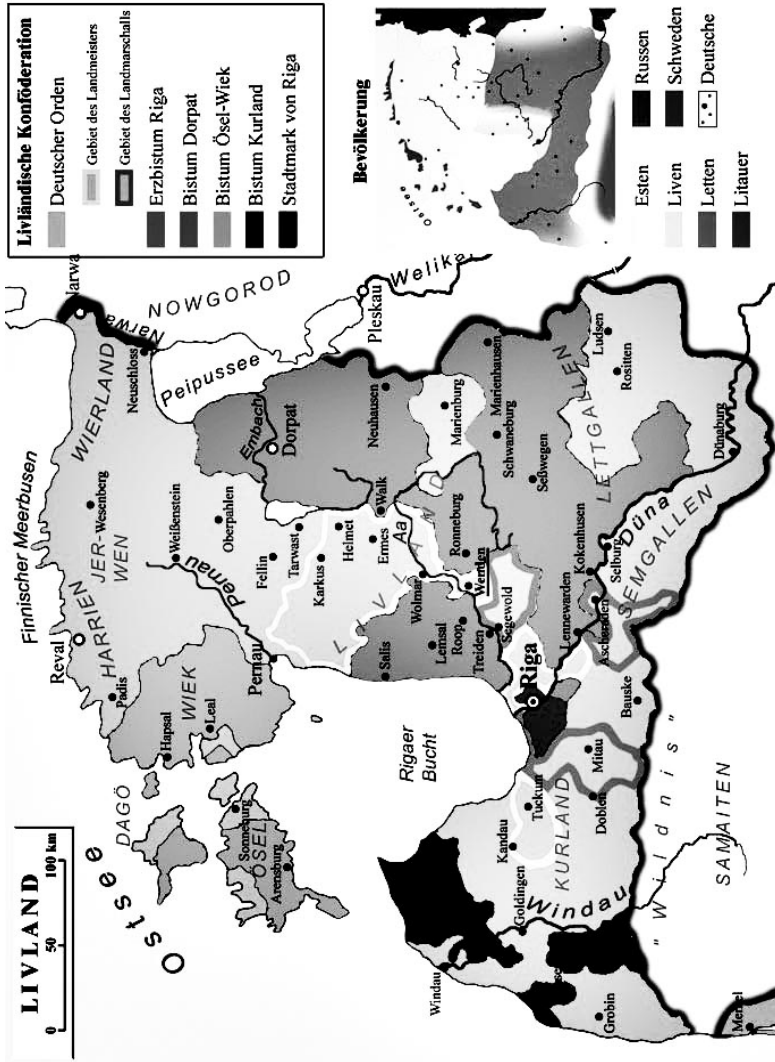 LIVLAND
0 50 100 km
Livländische Konföderation
Deutscher Orden
Gebiet des Landmeisters
Gebiet des Landmarschalls
Erzbistum Riga
Bistum Dorpat
Bistum Ösel-Wiek
Bistum Kurland
Stadtmark von Riga
Bevölkerung
Ostsee
Esten
Liven
Letten
Litauer
Russen
Schweden
Deutsche
Finnischer Meerbusen
Ostsee
DAGÖ
ÖSEL
Sonneburg
Arensburg
Reval
HARRIEN
Padis
WIEK
Hapsal
Leal
JER-
WEN
Wesenberg
WIERLAND
Narwa
Narwa
Neuschloss
NOWGOROD
Peipussee
Pleskau
Welika
Weißenstein
Oberpahlen
Pernau
Pernau
Fellin
Tarwast
Karkus
Helmet
Ermes
Walk
Embach
Dorpat
Neuhausen
Marienburg
LIVLAND
Rigaer
Bucht
Salis
Lemsal
Roop
Wolmar
Aa
Treiden
Segewold
Wenden
Ronneburg
Schwaneburg
Marienhausen
Seßwegen
LETTGALLEN
Ludsen
Rositten
Dünaburg
Riga
Lennewarden
Ascheraden
Kokenhusen
Selburg
Düna
SEMGALLEN
Bauske
Mitau
Doblen
Tuckum
Kandau
KURLAND
Goldingen
Windau
Windau
Grobin
Memel
"Wildnis"
SAMAITEN